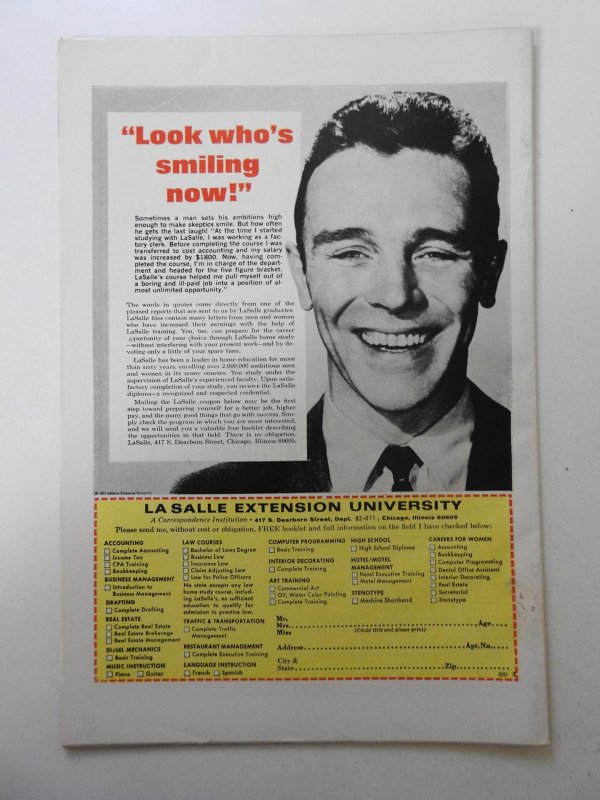 “Look who's
smiling
now!”
Sometimes a man sets his ambitions high
enough to make skeptics smile. But how often
he gets the last laugh! “At the time I started
studying with LaSalle, I was working as a fac-
tory clerk. Before completing the course I was
transferred to cost accounting and my salary
was increased by $1800. Now, having com-
pleted the course, I'm in charge of the depart-
ment and headed for the five figure bracket.
LaSalle's course helped me pull myself out of
a boring and ill-paid job into a position of al-
most unlimited opportunity.”
The words in quotes come directly from one of the
pleased reports that are sent to us by LaSalle graduates.
LaSalle files contain many letters from men and women
who have increased their earnings with the help of
LaSalle training. You, too, can prepare for the career
opportunity of your choice through LaSalle home study
—without interfering with your present work—and by de-
voting only a little of your spare time.
LaSalle has been a leader in home education for more
than sixty years, enrolling over 2,000,000 ambitious men
and women in its many courses. You study under the
supervision of LaSalle's experienced faculty. Upon satis-
factory completion of your study, you receive the LaSalle
diploma—a recognized and respected credential.
Mailing the LaSalle coupon below may be the first
step toward preparing yourself for a better job, higher
pay, and the many good things that go with success. Sim-
ply check the program in which you are most interested,
and we will send you a valuable free booklet describing
the opportunities in that field. There is no obligation.
LaSalle, 417 S. Dearborn Street, Chicago, Illinois 60605.
LaSalle Extension University
LA SALLE EXTENSION UNIVERSITY
A Correspondence Institution • 417 S. Dearborn Street, Dept. 82-011, Chicago, Illinois 60605
Please send me, without cost or obligation, FREE booklet and full information on the field I have checked below:
ACCOUNTING
Complete Accounting
Income Tax
CPA Training
Bookkeeping
BUSINESS MANAGEMENT
Introduction to
Business Management
DRAFTING
Complete Drafting
REAL ESTATE
Complete Real Estate
Real Estate Brokerage
Real Estate Management
DIESEL MECHANICS
Basic Training
MUSIC INSTRUCTION
Piano Guitar
LAW COURSES
Bachelor of Laws Degree
Business Law
Insurance Law
Claim Adjusting Law
Law for Police Officers
No state accepts any law
home study course, includ-
ing LaSalle's, as sufficient
education to qualify for
admission to practice law.
TRAFFIC & TRANSPORTATION
Complete Traffic
Management
RESTAURANT MANAGEMENT
Complete Executive Training
LANGUAGE INSTRUCTION
French Spanish
COMPUTER PROGRAMMING
Basic Training
INTERIOR DECORATING
Complete Training
ART TRAINING
Commercial Art
Oil, Water Color Painting
Complete Training
HIGH SCHOOL
High School Diploma
HOTEL/MOTEL
MANAGEMENT
Hotel Executive Training
Motel Management
STENOTYPE
Machine Shorthand
CAREERS FOR WOMEN
Accounting
Bookkeeping
Computer Programming
Dental Office Assistant
Interior Decorating
Real Estate
Secretarial
Stenotype
Mr.
Mrs. Age
Miss (Circle title and please print)
Address Apt. No.
City &
State Zip